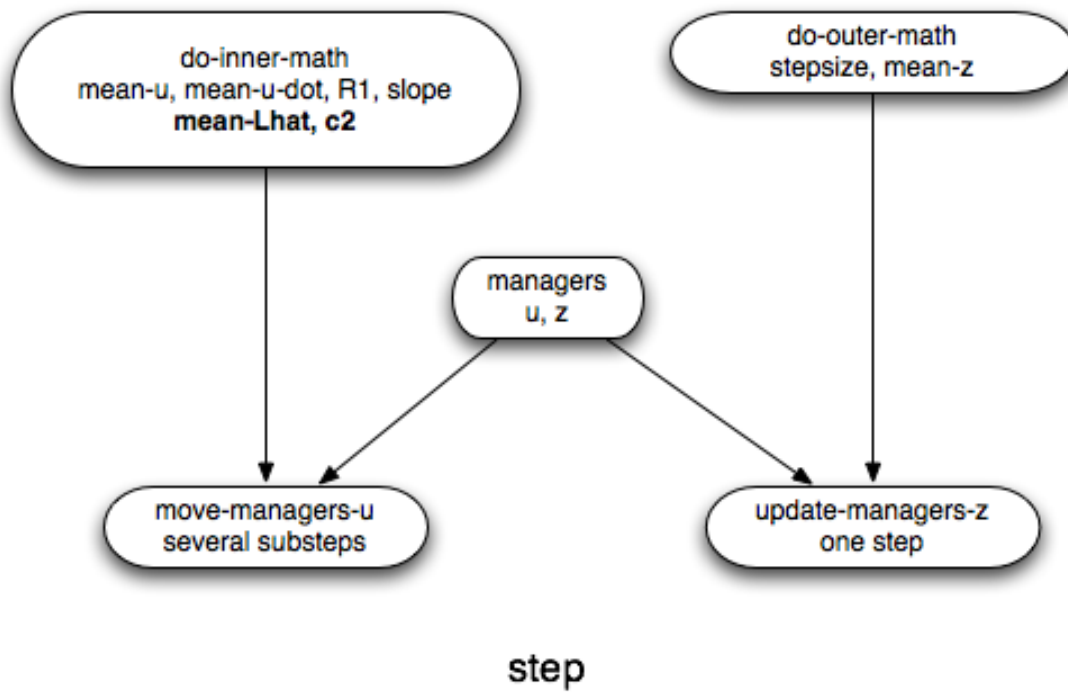 do-inner-math
mean-u, mean-u-dot, R1, slope
mean-Lhat, c2
do-outer-math
stepsize, mean-z
managers
u, z
move-managers-u
several substeps
update-managers-z
one step
step